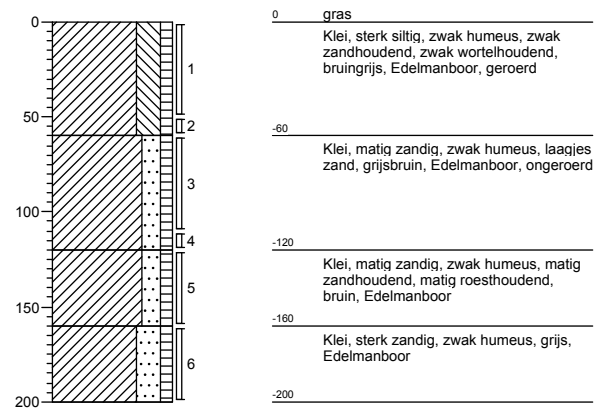 0
50
100
150
200
1
2
3
4
5
6
0 gras
Klei, sterk siltig, zwak humeus, zwak
zandhoudend, zwak wortelhoudend,
bruingrijs, Edelmanboor, geroerd
-60
Klei, matig zandig, zwak humeus, laagjes
zand, grijsbruin, Edelmanboor, ongeroerd
-120
Klei, matig zandig, zwak humeus, matig
zandhoudend, matig roesthoudend,
bruin, Edelmanboor
-160
Klei, sterk zandig, zwak humeus, grijs,
Edelmanboor
-200